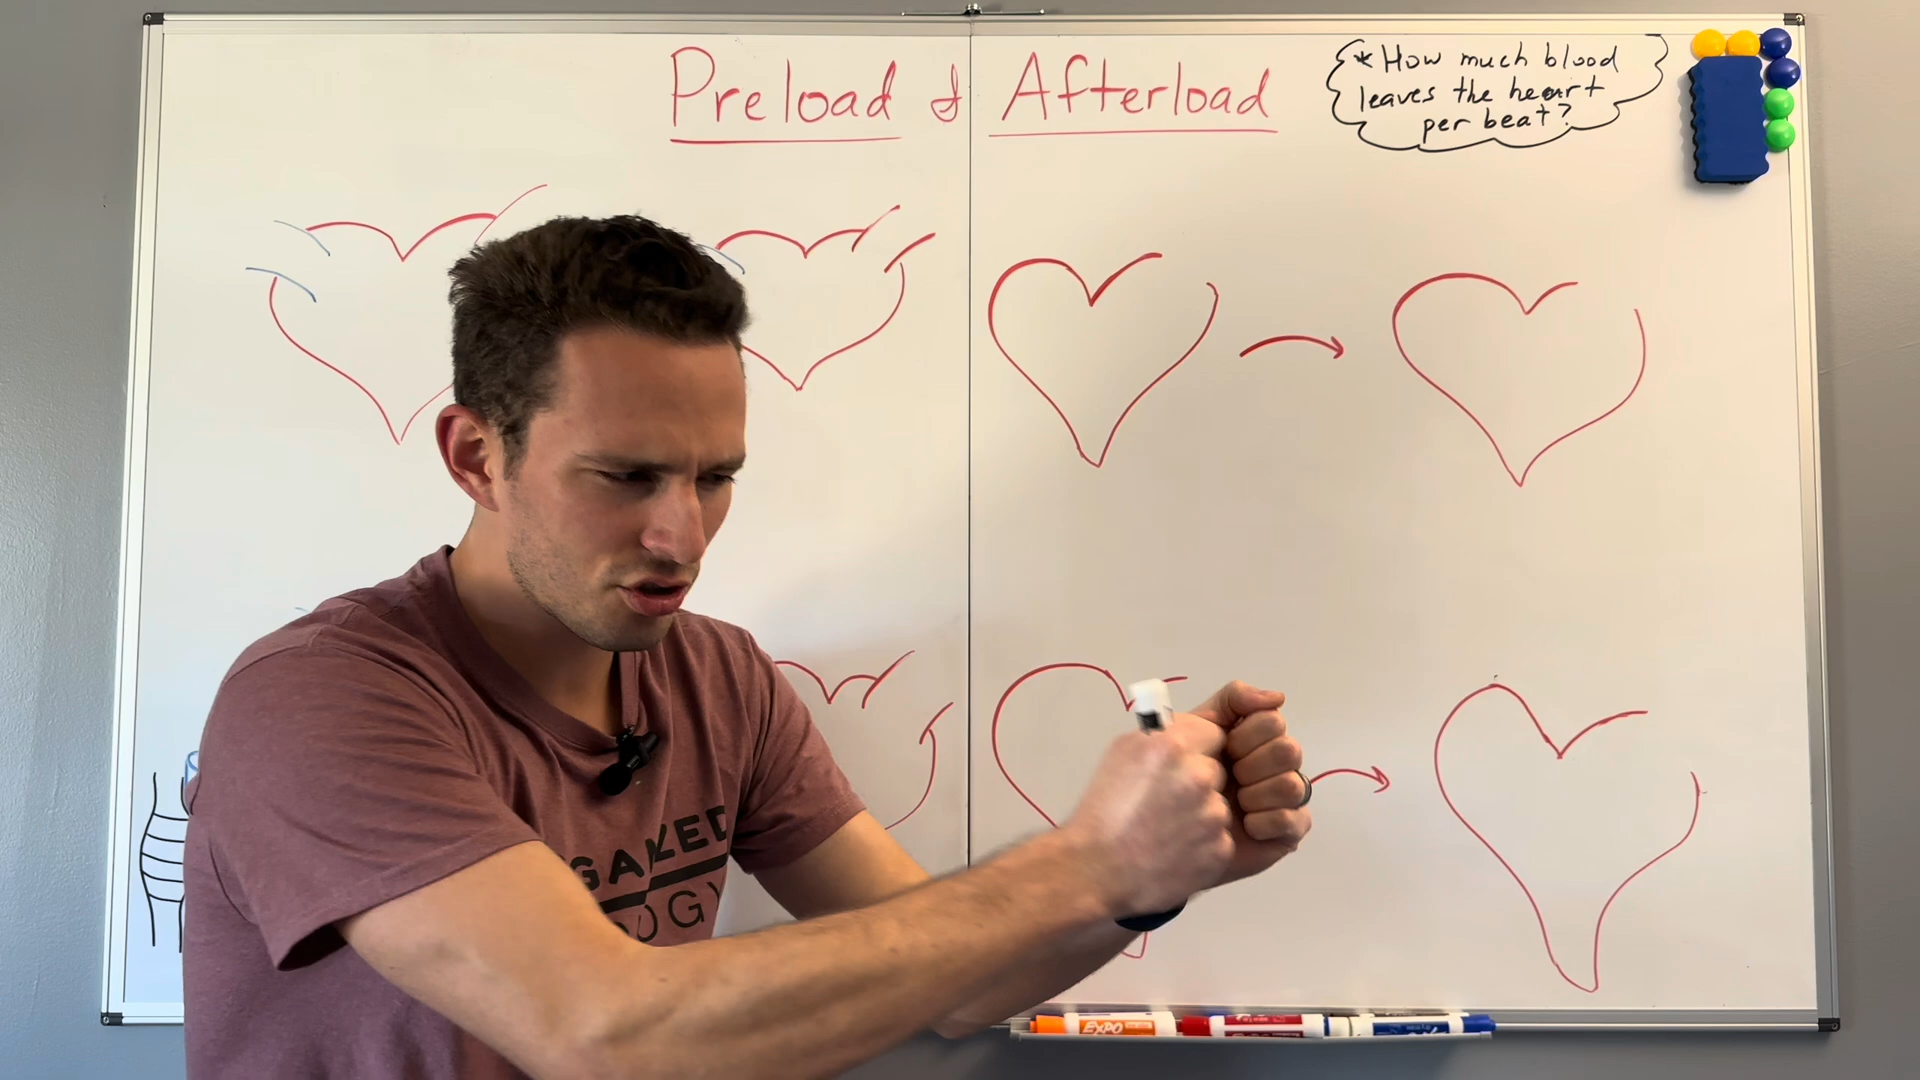 Preload & Afterload
*How much blood
leaves the heart
per beat?
EXPO